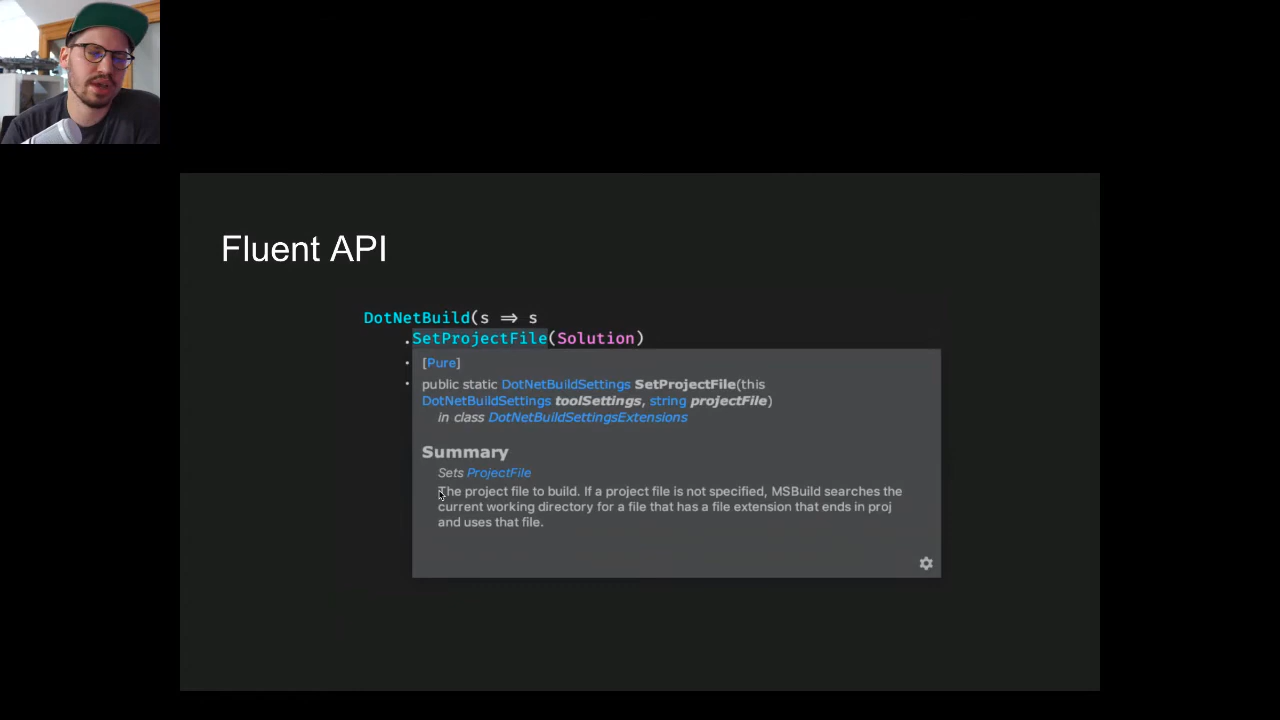 Fluent API
DotNetBuild(s ⇒ s
.SetProjectFile(Solution)
[Pure]
public static DotNetBuildSettings SetProjectFile(this
DotNetBuildSettings toolSettings, string projectFile)
in class DotNetBuildSettingsExtensions
Summary
Sets ProjectFile
The project file to build. If a project file is not specified, MSBuild searches the
current working directory for a file that has a file extension that ends in proj
and uses that file.